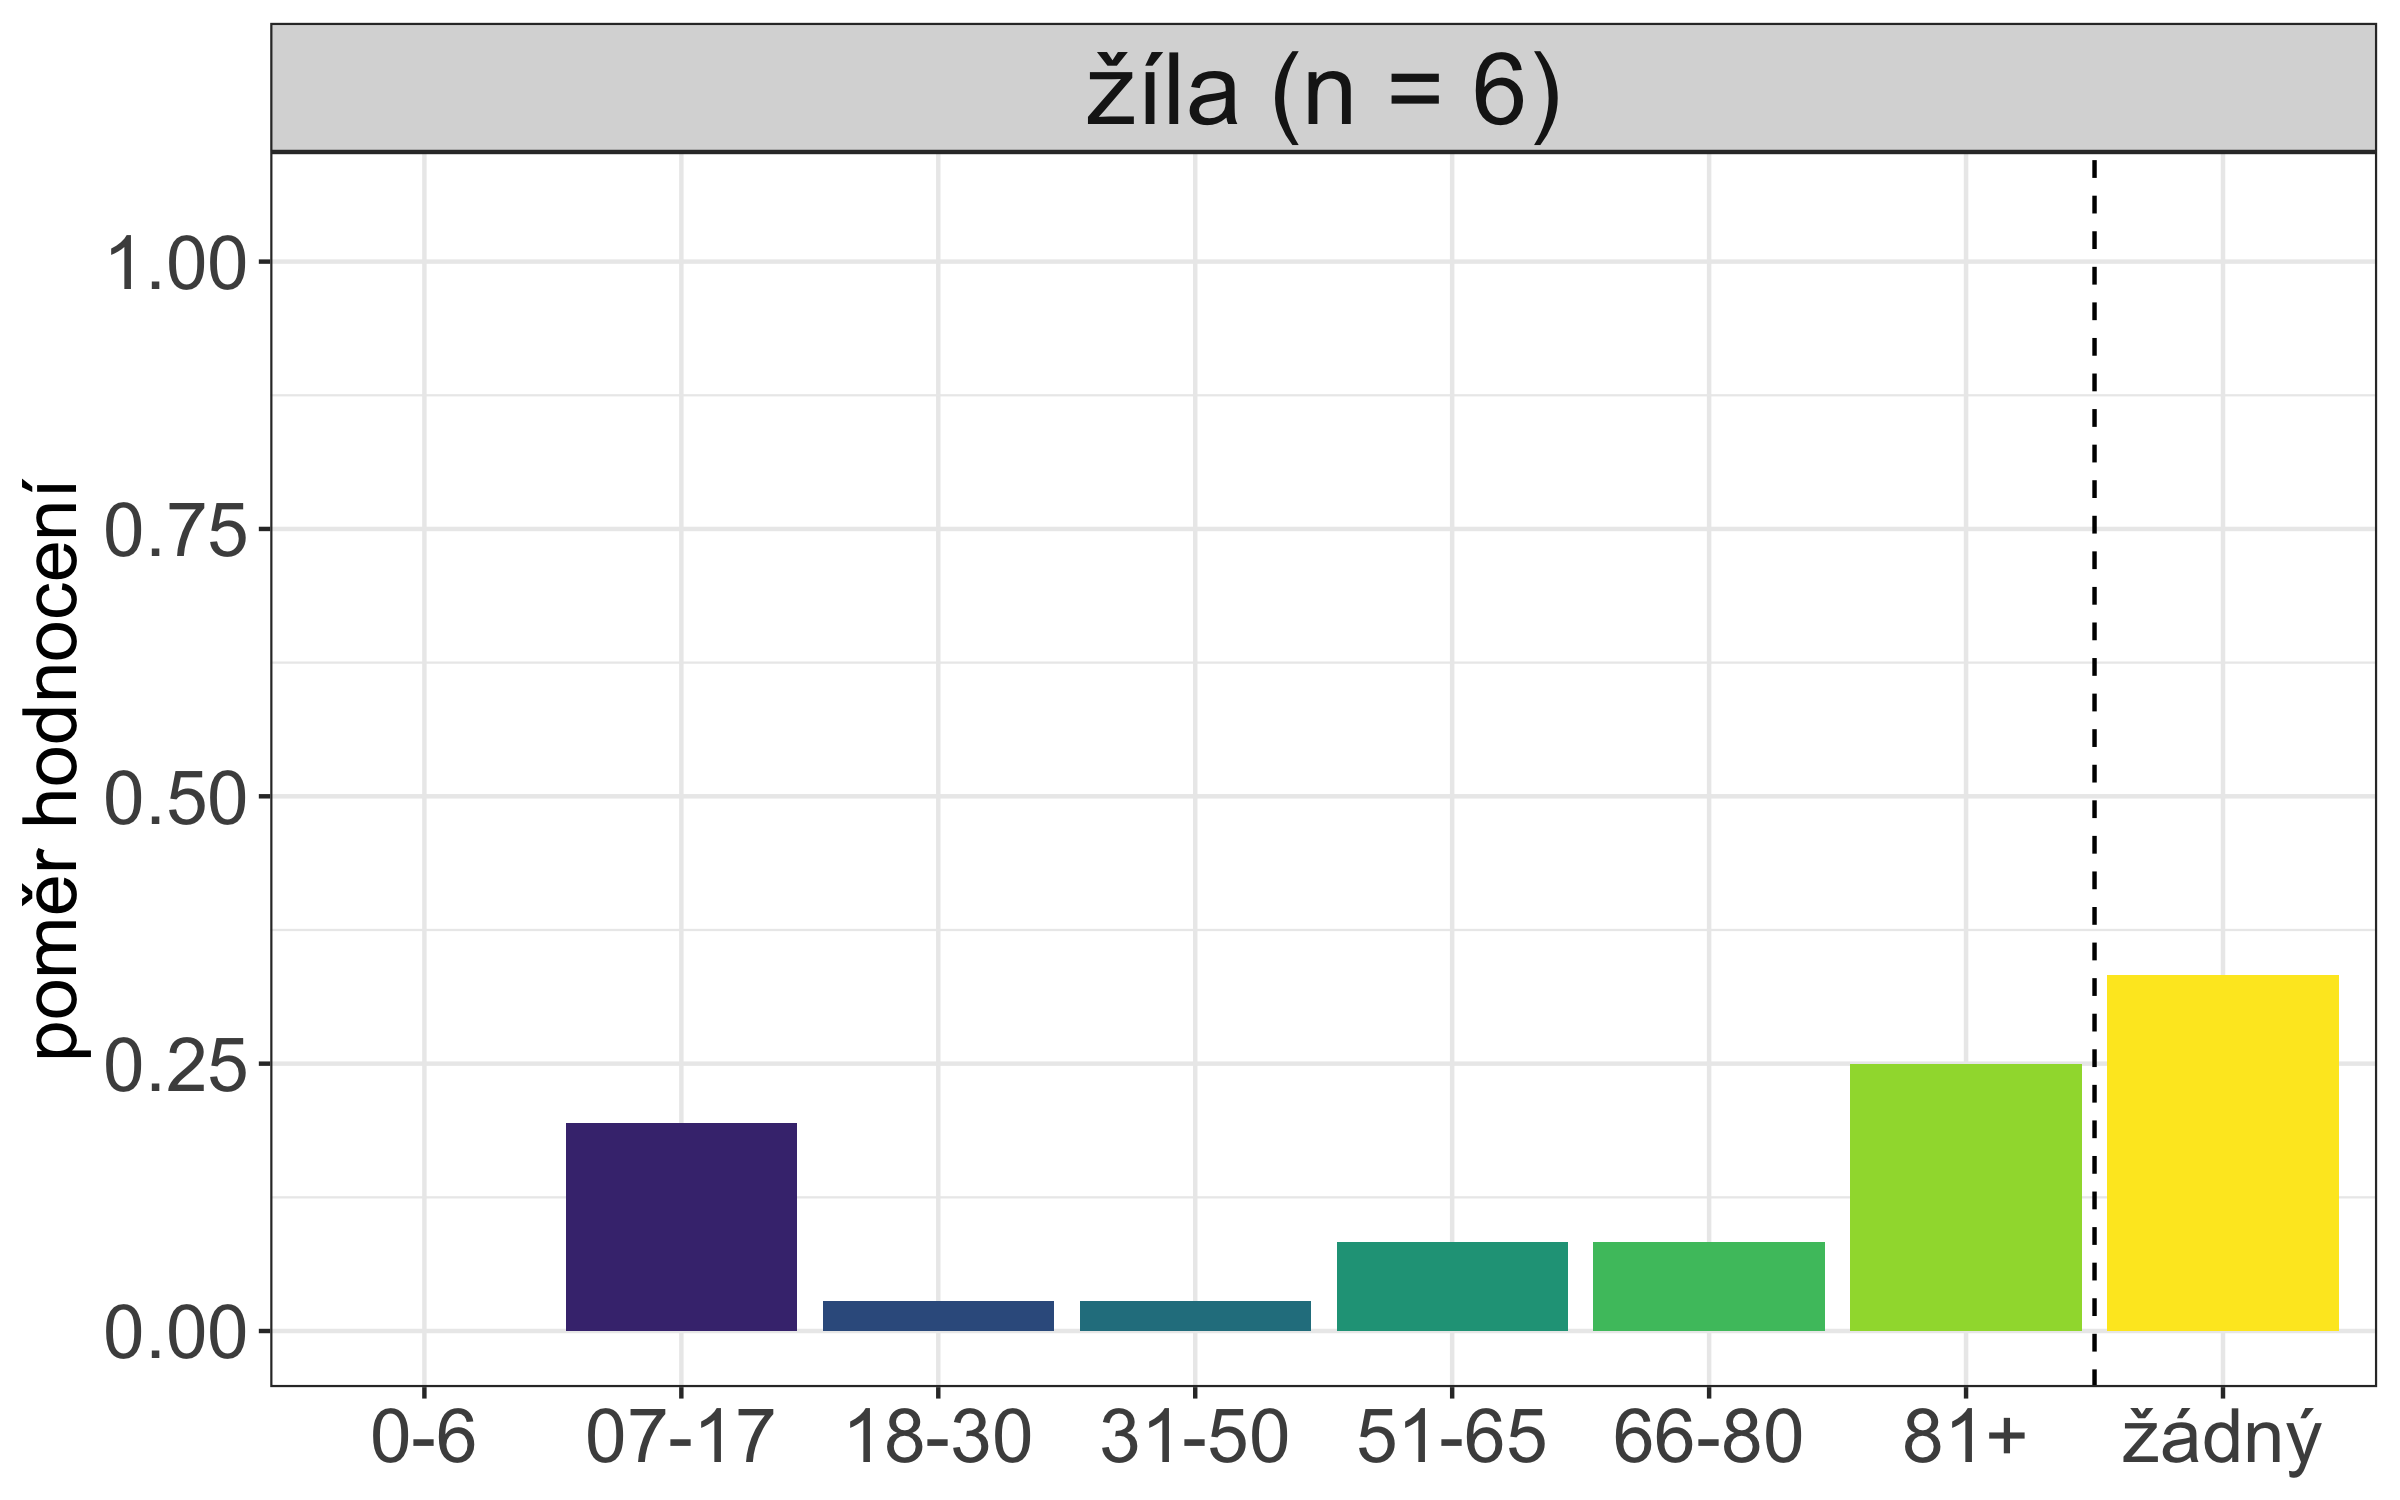 žíla (n = 6)
poměr hodnocení
1.00
0.75
0.50
0.25
0.00
0-6 07-17 18-30 31-50 51-65 66-80 81+ žádný